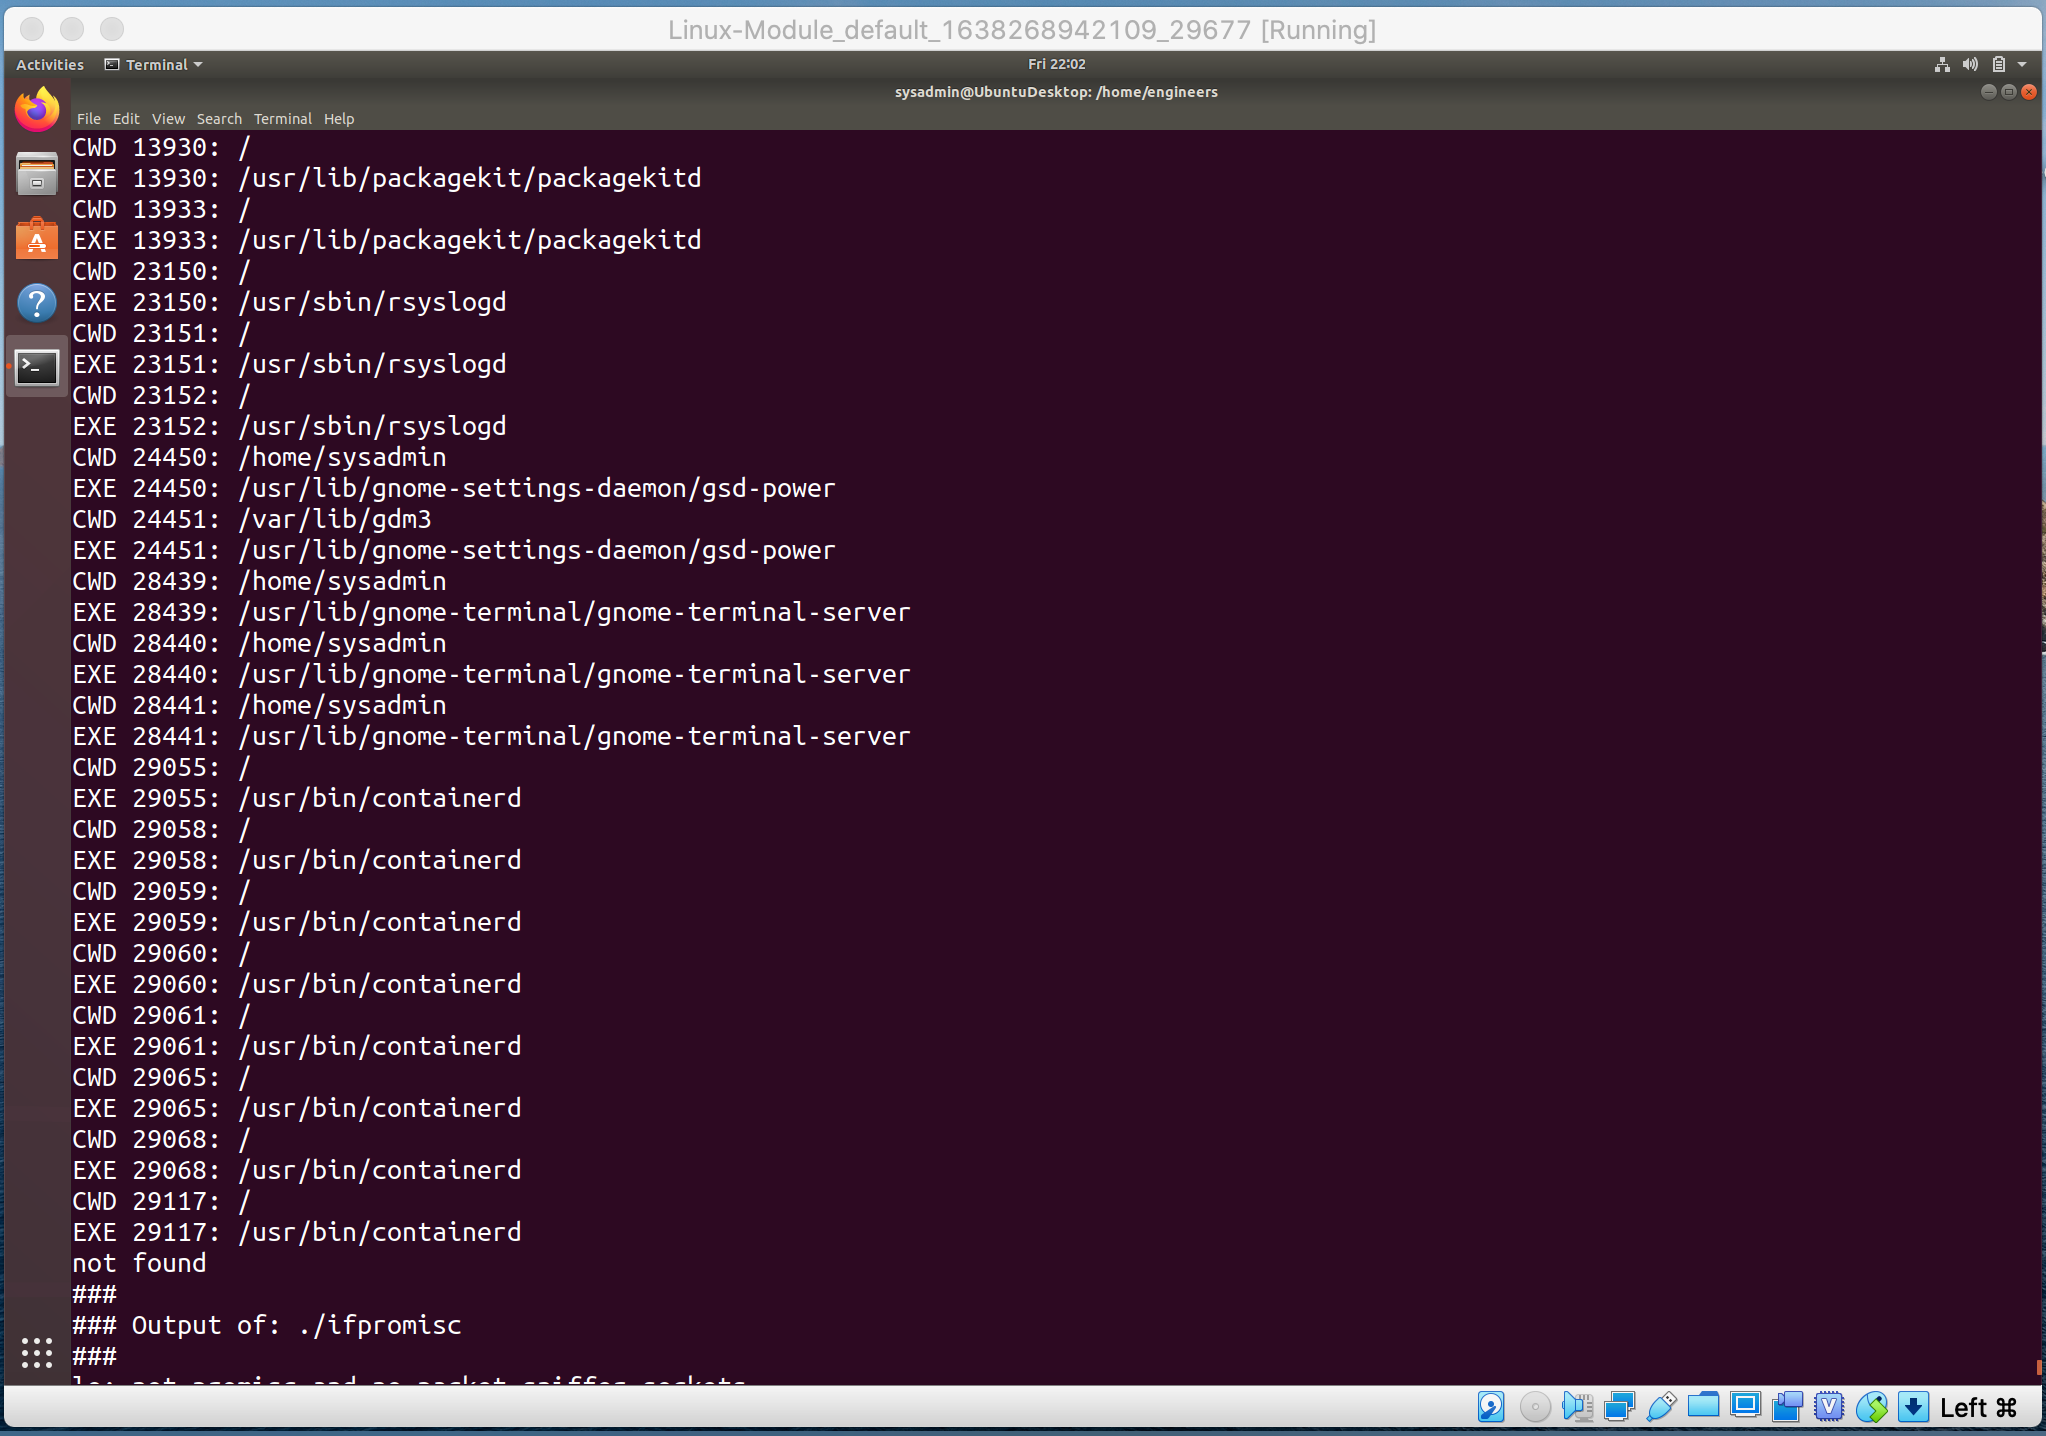 Linux-Module_default_1638268942109_29677 [Running]
Activities Terminal Fri 22:02
sysadmin@UbuntuDesktop: /home/engineers
File Edit View Search Terminal Help
CWD 13930: /
EXE 13930: /usr/lib/packagekit/packagekitd
CWD 13933: /
EXE 13933: /usr/lib/packagekit/packagekitd
CWD 23150: /
EXE 23150: /usr/sbin/rsyslogd
CWD 23151: /
EXE 23151: /usr/sbin/rsyslogd
CWD 23152: /
EXE 23152: /usr/sbin/rsyslogd
CWD 24450: /home/sysadmin
EXE 24450: /usr/lib/gnome-settings-daemon/gsd-power
CWD 24451: /var/lib/gdm3
EXE 24451: /usr/lib/gnome-settings-daemon/gsd-power
CWD 28439: /home/sysadmin
EXE 28439: /usr/lib/gnome-terminal/gnome-terminal-server
CWD 28440: /home/sysadmin
EXE 28440: /usr/lib/gnome-terminal/gnome-terminal-server
CWD 28441: /home/sysadmin
EXE 28441: /usr/lib/gnome-terminal/gnome-terminal-server
CWD 29055: /
EXE 29055: /usr/bin/containerd
CWD 29058: /
EXE 29058: /usr/bin/containerd
CWD 29059: /
EXE 29059: /usr/bin/containerd
CWD 29060: /
EXE 29060: /usr/bin/containerd
CWD 29061: /
EXE 29061: /usr/bin/containerd
CWD 29065: /
EXE 29065: /usr/bin/containerd
CWD 29068: /
EXE 29068: /usr/bin/containerd
CWD 29117: /
EXE 29117: /usr/bin/containerd
not found
###
### Output of: ./ifpromisc
###
lo: not promisc and no packet sniffer sockets
Left ⌘